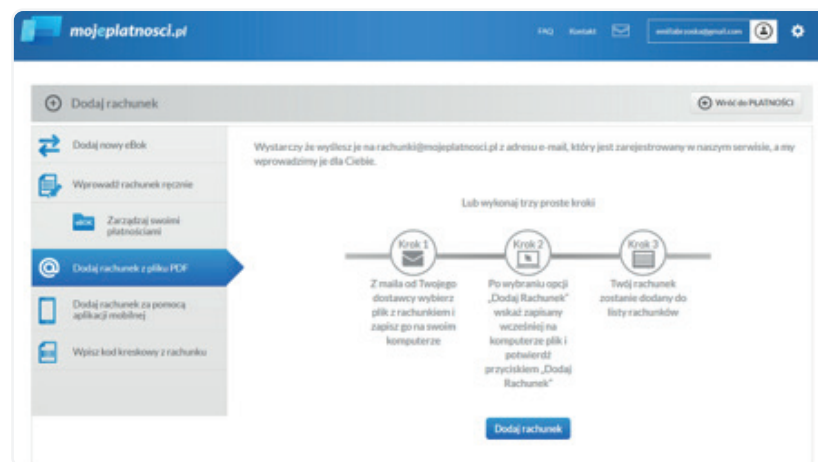 mojeplatnosci.pl
FAQ Kontakt
Dodaj rachunek
Wróć do PŁATNOŚCI
Dodaj nowy eBok
Wprowadź rachunek ręcznie
Zarządzaj swoimi
płatnościami
Dodaj rachunek z pliku PDF
Dodaj rachunek za pomocą
aplikacji mobilnej
Wpisz kod kreskowy z rachunku
Wystarczy że wyślesz je na rachunki@mojeplatnosci.pl z adresu e-mail, który jest zarejestrowany w naszym serwisie, a my
wprowadzimy je dla Ciebie.
Lub wykonaj trzy proste kroki
Krok 1
Z maila od Twojego
dostawcy wybierz
plik z rachunkiem i
zapisz go na swoim
komputerze
Krok 2
Po wybraniu opcji
„Dodaj Rachunek”
wskaż zapisany
wcześniej na
komputerze plik i
potwierdź
przyciskiem „Dodaj
Rachunek”
Krok 3
Twój rachunek
zostanie dodany do
listy rachunków
Dodaj rachunek